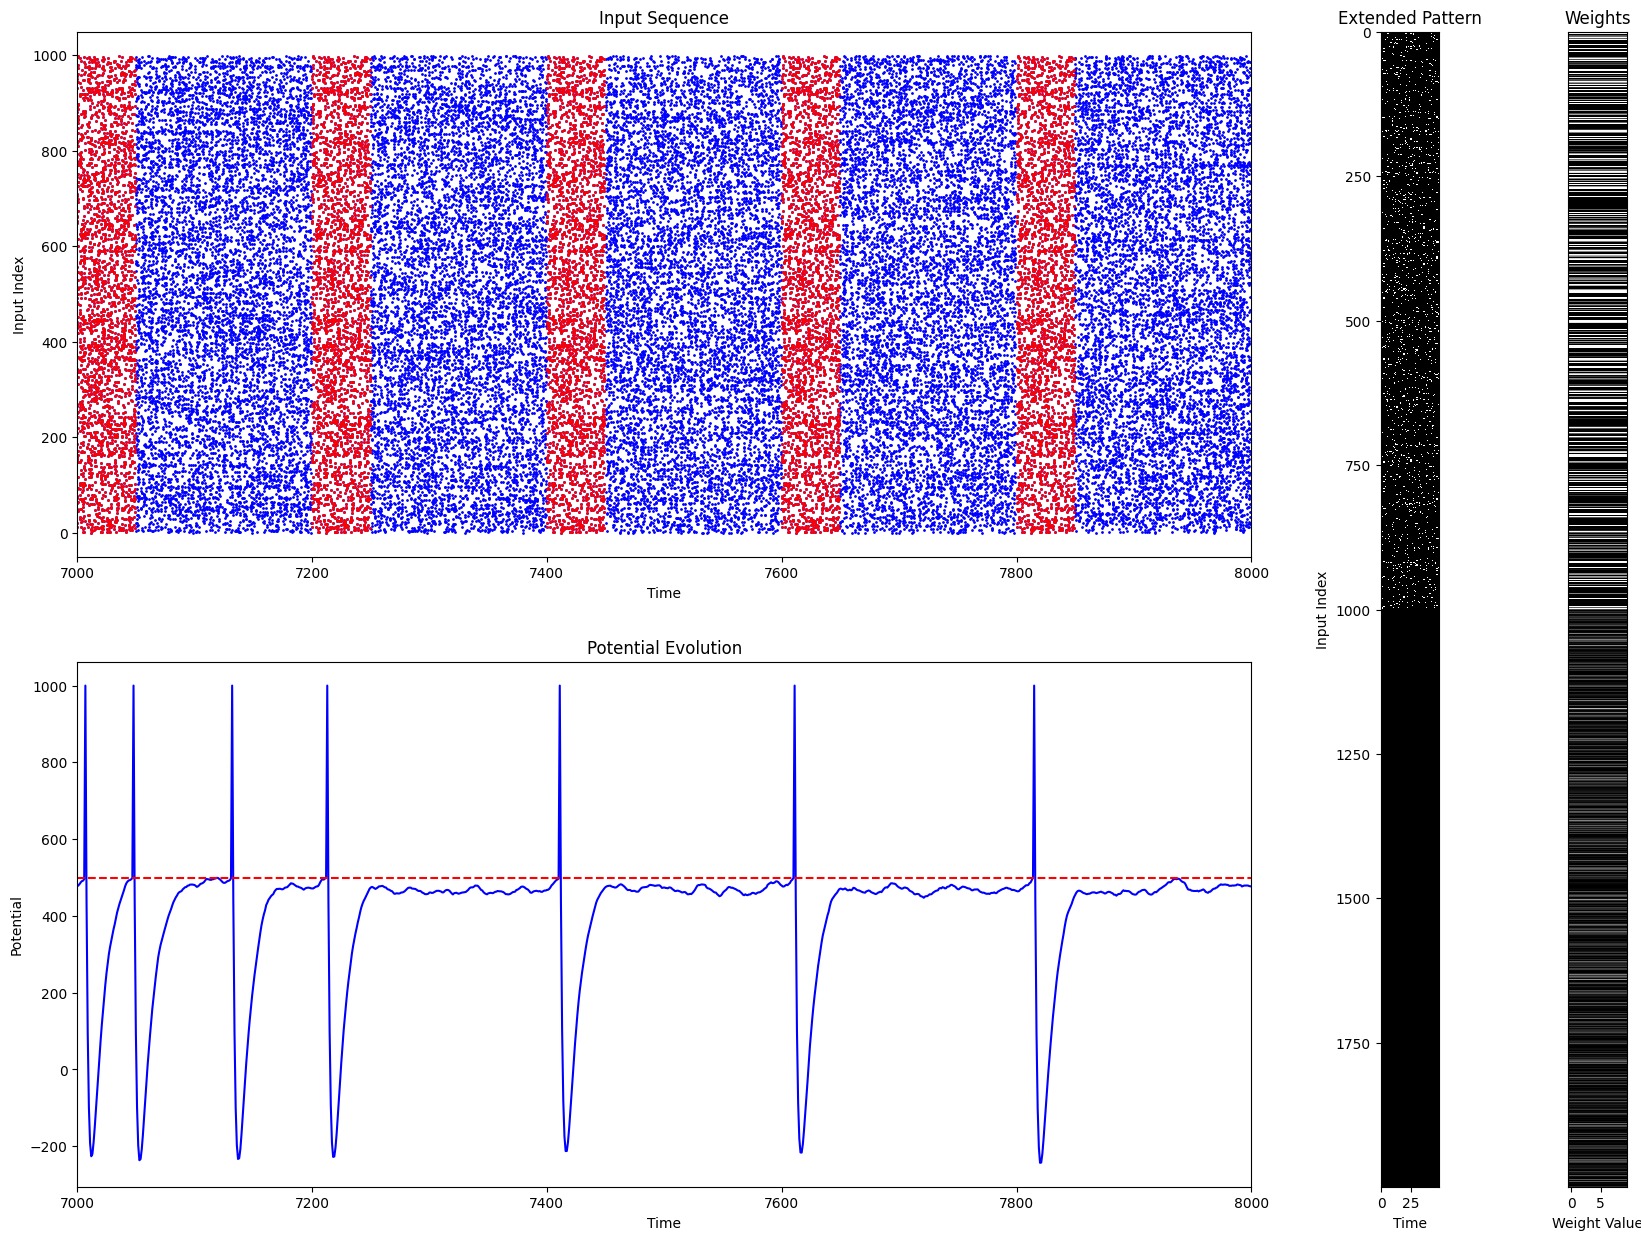 Input Sequence
Input Index
1000
800
600
400
200
0
7000 7200 7400 7600 7800 8000
Time
Potential Evolution
Potential
1000
800
600
400
200
0
−200
7000 7200 7400 7600 7800 8000
Time
Extended Pattern
Input Index
0
250
500
750
1000
1250
1500
1750
0 25
Time
Weights
0 5
Weight Value